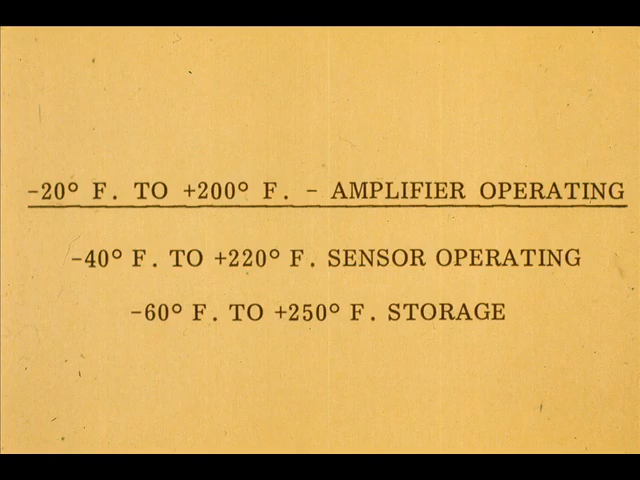 -20° F. TO +200° F. - AMPLIFIER OPERATING
-40° F. TO +220° F. SENSOR OPERATING
-60° F. TO +250° F. STORAGE